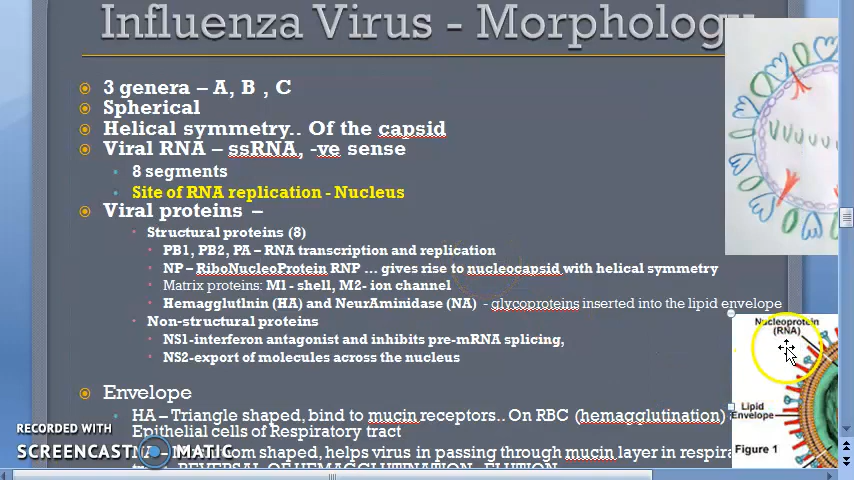 Influenza Virus - Morphology
3 genera – A, B , C
Spherical
Helical symmetry.. Of the capsid
Viral RNA – ssRNA, -ve sense
8 segments
Site of RNA replication - Nucleus
Viral proteins –
Structural proteins (8)
PB1, PB2, PA – RNA transcription and replication
NP – RiboNucleoProtein RNP ... gives rise to nucleocapsid with helical symmetry
Matrix proteins: M1 - shell, M2- ion channel
HemagglutInin (HA) and NeurAminidase (NA) - glycoproteins inserted into the lipid envelope
Non-structural proteins
NS1-interferon antagonist and inhibits pre-mRNA splicing,
NS2-export of molecules across the nucleus
Nucleoprotein
(RNA)
Lipid
Envelope
Figure 1
Envelope
HA – Triangle shaped, bind to mucin receptors.. On RBC (hemagglutination)
Epithelial cells of Respiratory tract
shaped, helps virus in passing through mucin layer in respira
REVERSAL OF HEMAGGLUTINATION - ELUTION
RECORDED WITH
SCREENCAST MATIC